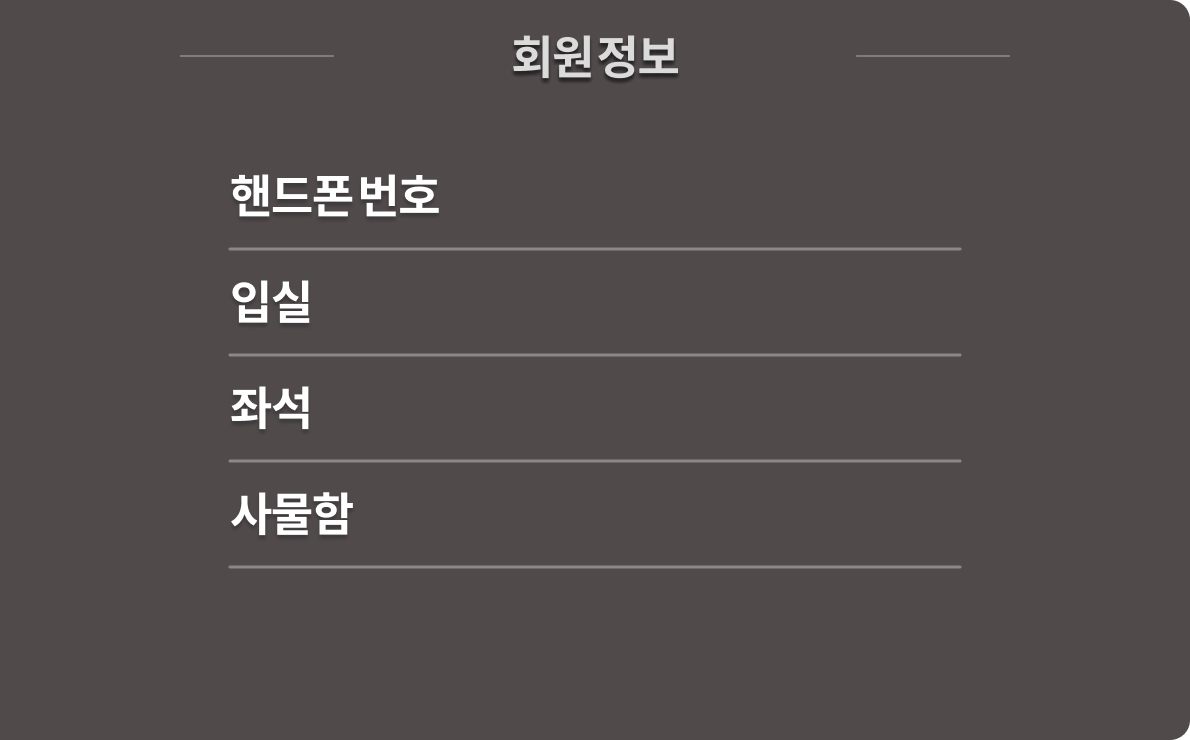 회원정보
핸드폰 번호
입실
좌석
사물함